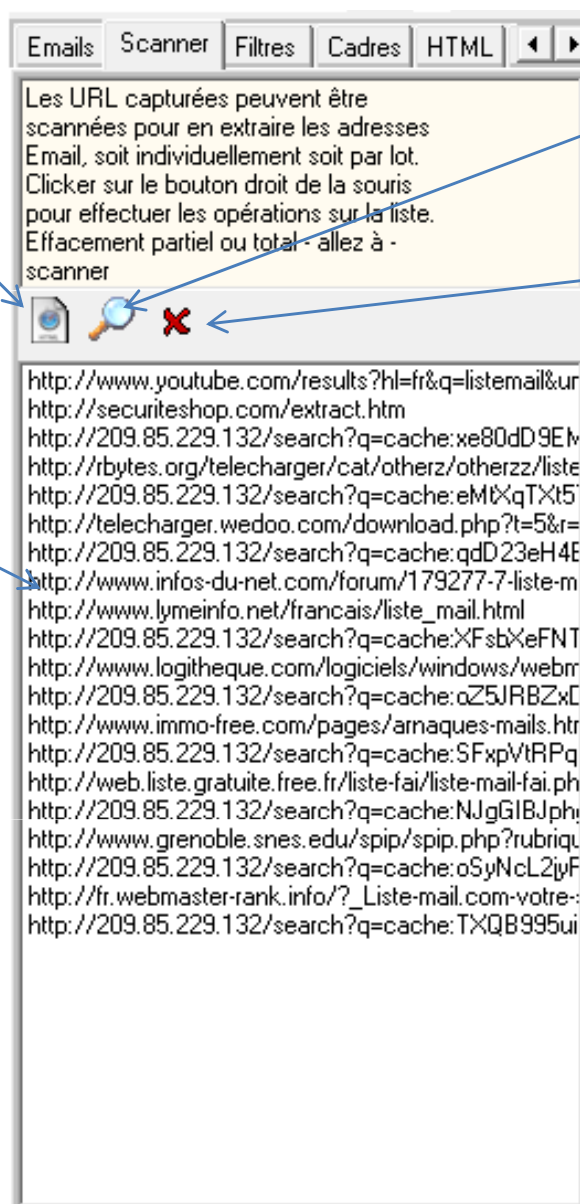 Emails Scanner Filtres Cadres HTML
Les URL capturées peuvent être
scannées pour en extraire les adresses
Email, soit individuellement soit par lot.
Clicker sur le bouton droit de la souris
pour effectuer les opérations sur la liste.
Effacement partiel ou total - allez à -
scanner
http://www.youtube.com/results?hl=fr&q=listemail&ur
http://securiteshop.com/extract.htm
http://209.85.229.132/search?q=cache:xe80dD9EM
http://rbytes.org/telecharger/cat/otherz/otherzz/liste
http://209.85.229.132/search?q=cache:eMtXqTXt5
http://telecharger.wedoo.com/download.php?t=5&r=
http://209.85.229.132/search?q=cache:qdD23eH4E
http://www.infos-du-net.com/forum/179277-7-liste-m
http://www.lymeinfo.net/francais/liste_mail.html
http://209.85.229.132/search?q=cache:XFsbXeFNT
http://www.logitheque.com/logiciels/windows/webm
http://209.85.229.132/search?q=cache:oZ5JRBZxD
http://www.immo-free.com/pages/arnaques-mails.htm
http://209.85.229.132/search?q=cache:SFxpVtRPq
http://web.liste.gratuite.free.fr/liste-fai/liste-mail-fai.ph
http://209.85.229.132/search?q=cache:NJgGIBJphy
http://www.grenoble.snes.edu/spip/spip.php?rubriqu
http://209.85.229.132/search?q=cache:oSyNcL2jyF
http://fr.webmaster-rank.info/?_Liste-mail.com-votre-
http://209.85.229.132/search?q=cache:TXQB995ui